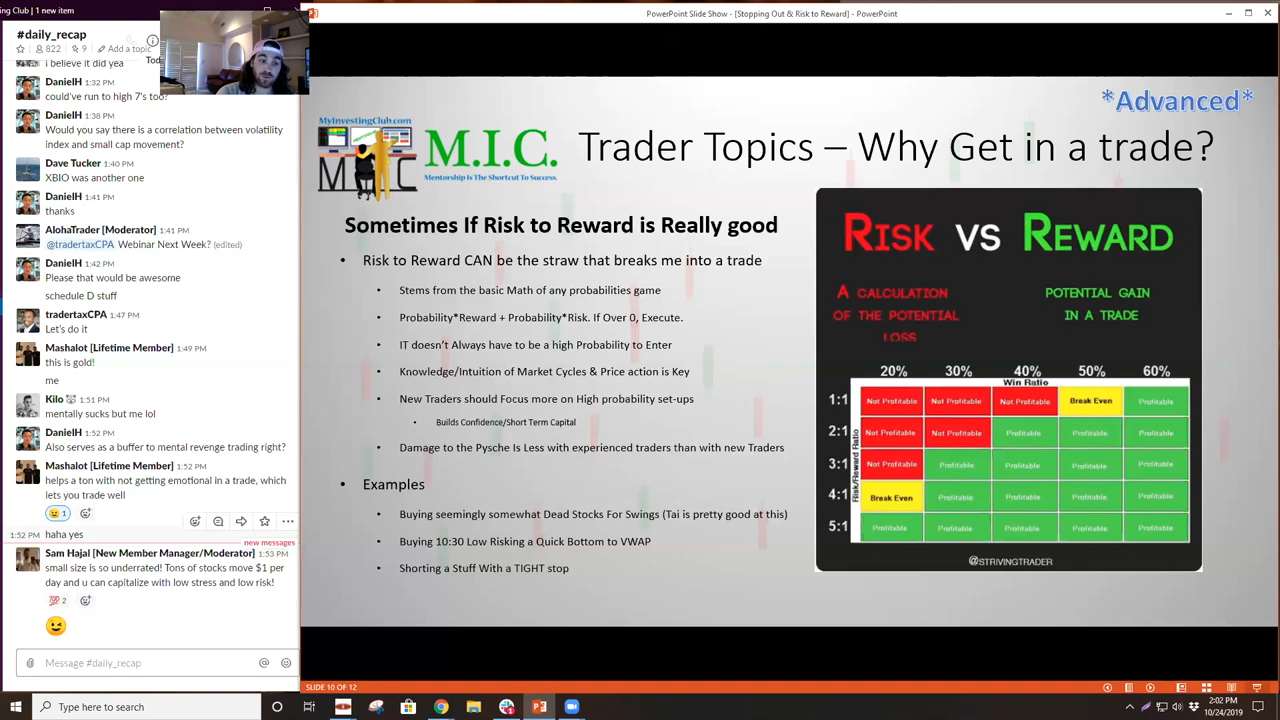 ng Club | 10/24/2019
PowerPoint Slide Show - [Stopping Out & Risk to Reward] - PowerPoint
#daily_recap
822
9
Add a topic
Tod
I believe it did yea
DanielH 1:32 PM
could've run to high 7's too?
DanielH 1:38 PM
Would you say there is a correlation between volatility
index and small cap movement?
Dave Tucker 1:40 PM
XBIO was another one
DanielH 1:41 PM
thanks
AlohaTrader [Moderator] 1:41 PM
@tradertaxCPA Webinar Next Week? (edited)
DanielH 1:42 PM
Please that would be awesome
schedule D stuff
tradertaxCPA 1:47 PM
Let's do it
Mashalot [Lifetime Member] 1:49 PM
this is gold!
me
Kilo 1:51 PM
mentally sucks but me lol
DanielH 1:52 PM
Also serves as a buffer to mental revenge trading right?
Mashalot [Lifetime Member] 1:52 PM
helps a ton with not getting emotional in a trade, which
lets you trade well
1
1:52 PM haha yes
new messages
Sam Hajal [New Member Manager/Moderator] 1:53 PM
small size is so underrated! Tons of stocks move $1 per
day and u can capitalize with low stress and low risk!
2
Message #daily_recap
*Advanced*
MyInvestingClub.com
MIC
M.I.C.
Mentorship Is The Shortcut To Success.
Trader Topics – Why Get in a trade?
Sometimes If Risk to Reward is Really good
• Risk to Reward CAN be the straw that breaks me into a trade
• Stems from the basic Math of any probabilities game
• Probability*Reward + Probability*Risk. If Over 0, Execute.
• IT doesn't Always have to be a high Probability to Enter
• Knowledge/Intuition of Market Cycles & Price action is Key
• New Traders should Focus more on High probability set-ups
• Builds Confidence/Short Term Capital
• Damage to the Pysche Is Less with experienced traders than with new Traders
• Examples
• Buying seemingly somewhat Dead Stocks For Swings (Tai is pretty good at this)
• Buying 10:30 Low Risking a Quick Bottom to VWAP
• Shorting a Stuff With a TIGHT stop
RISK VS REWARD
A CALCULATION
OF THE POTENTIAL
LOSS
POTENTIAL GAIN
IN A TRADE
20% 30% 40% 50% 60%
Win Ratio
Risk/Reward Ratio
1:1 Not Profitable Not Profitable Not Profitable Break Even Profitable
2:1 Not Profitable Not Profitable Profitable Profitable Profitable
3:1 Not Profitable Profitable Profitable Profitable Profitable
4:1 Break Even Profitable Profitable Profitable Profitable
5:1 Profitable Profitable Profitable Profitable Profitable
@STRIVINGTRADER
SLIDE 10 OF 12
Type here to search
2:02 PM
10/24/2019